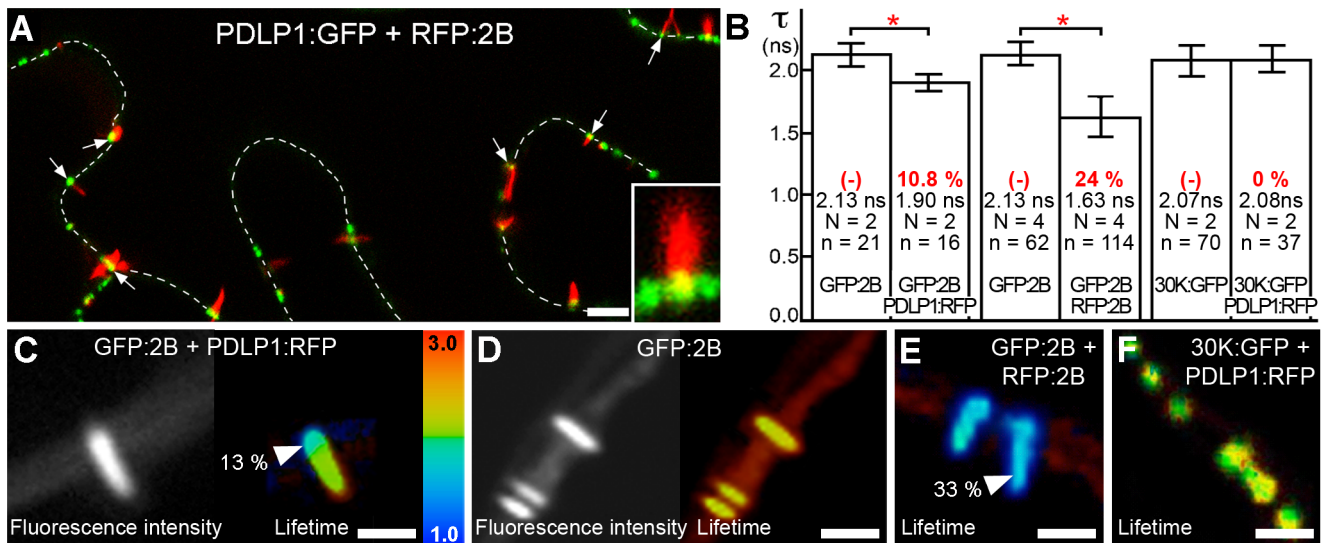 A
PDLP1:GFP + RFP:2B
B
τ
(ns)
2.0
1.5
1.0
0.5
0.0
*
*
(-)
10.8 %
(-)
24 %
(-)
0 %
2.13 ns
1.90 ns
2.13 ns
1.63 ns
2.07 ns
2.08ns
N = 2
N = 2
N = 4
N = 4
N = 2
N = 2
n = 21
n = 16
n = 62
n = 114
n = 70
n = 37
GFP:2B
GFP:2B
PDLP1:RFP
GFP:2B
GFP:2B
RFP:2B
30K:GFP
30K:GFP
PDLP1:RFP
C
GFP:2B + PDLP1:RFP
13 %
Fluorescence intensity
Lifetime
3.0
1.0
D
GFP:2B
Fluorescence intensity
Lifetime
E
GFP:2B +
RFP:2B
33 %
Lifetime
F
30K:GFP +
PDLP1:RFP
Lifetime